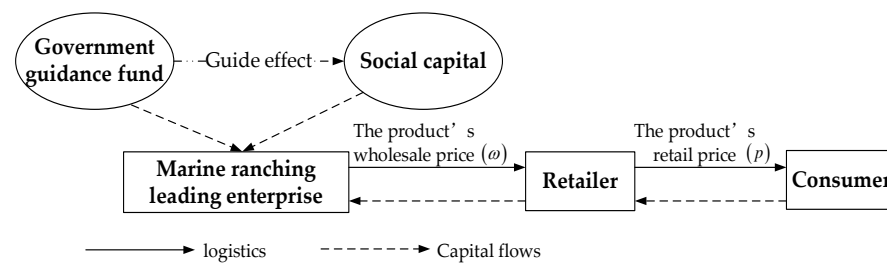 Government
guidance fund
Guide effect
Social capital
The product’s
wholesale price (ω)
The product’s
retail price (p)
Marine ranching
leading enterprise
Retailer
Consumer
logistics
Capital flows